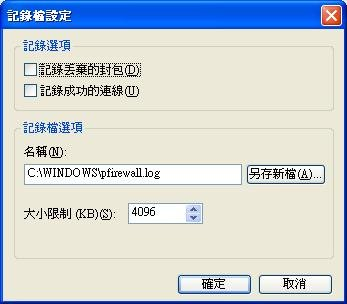 記錄檔設定
記錄選項
記錄丟棄的封包(D)
記錄成功的連線(U)
記錄檔選項
名稱(N):
C:\WINDOWS\pfirewall.log
另存新檔(A)...
大小限制 (KB)(S):
4096
確定
取消